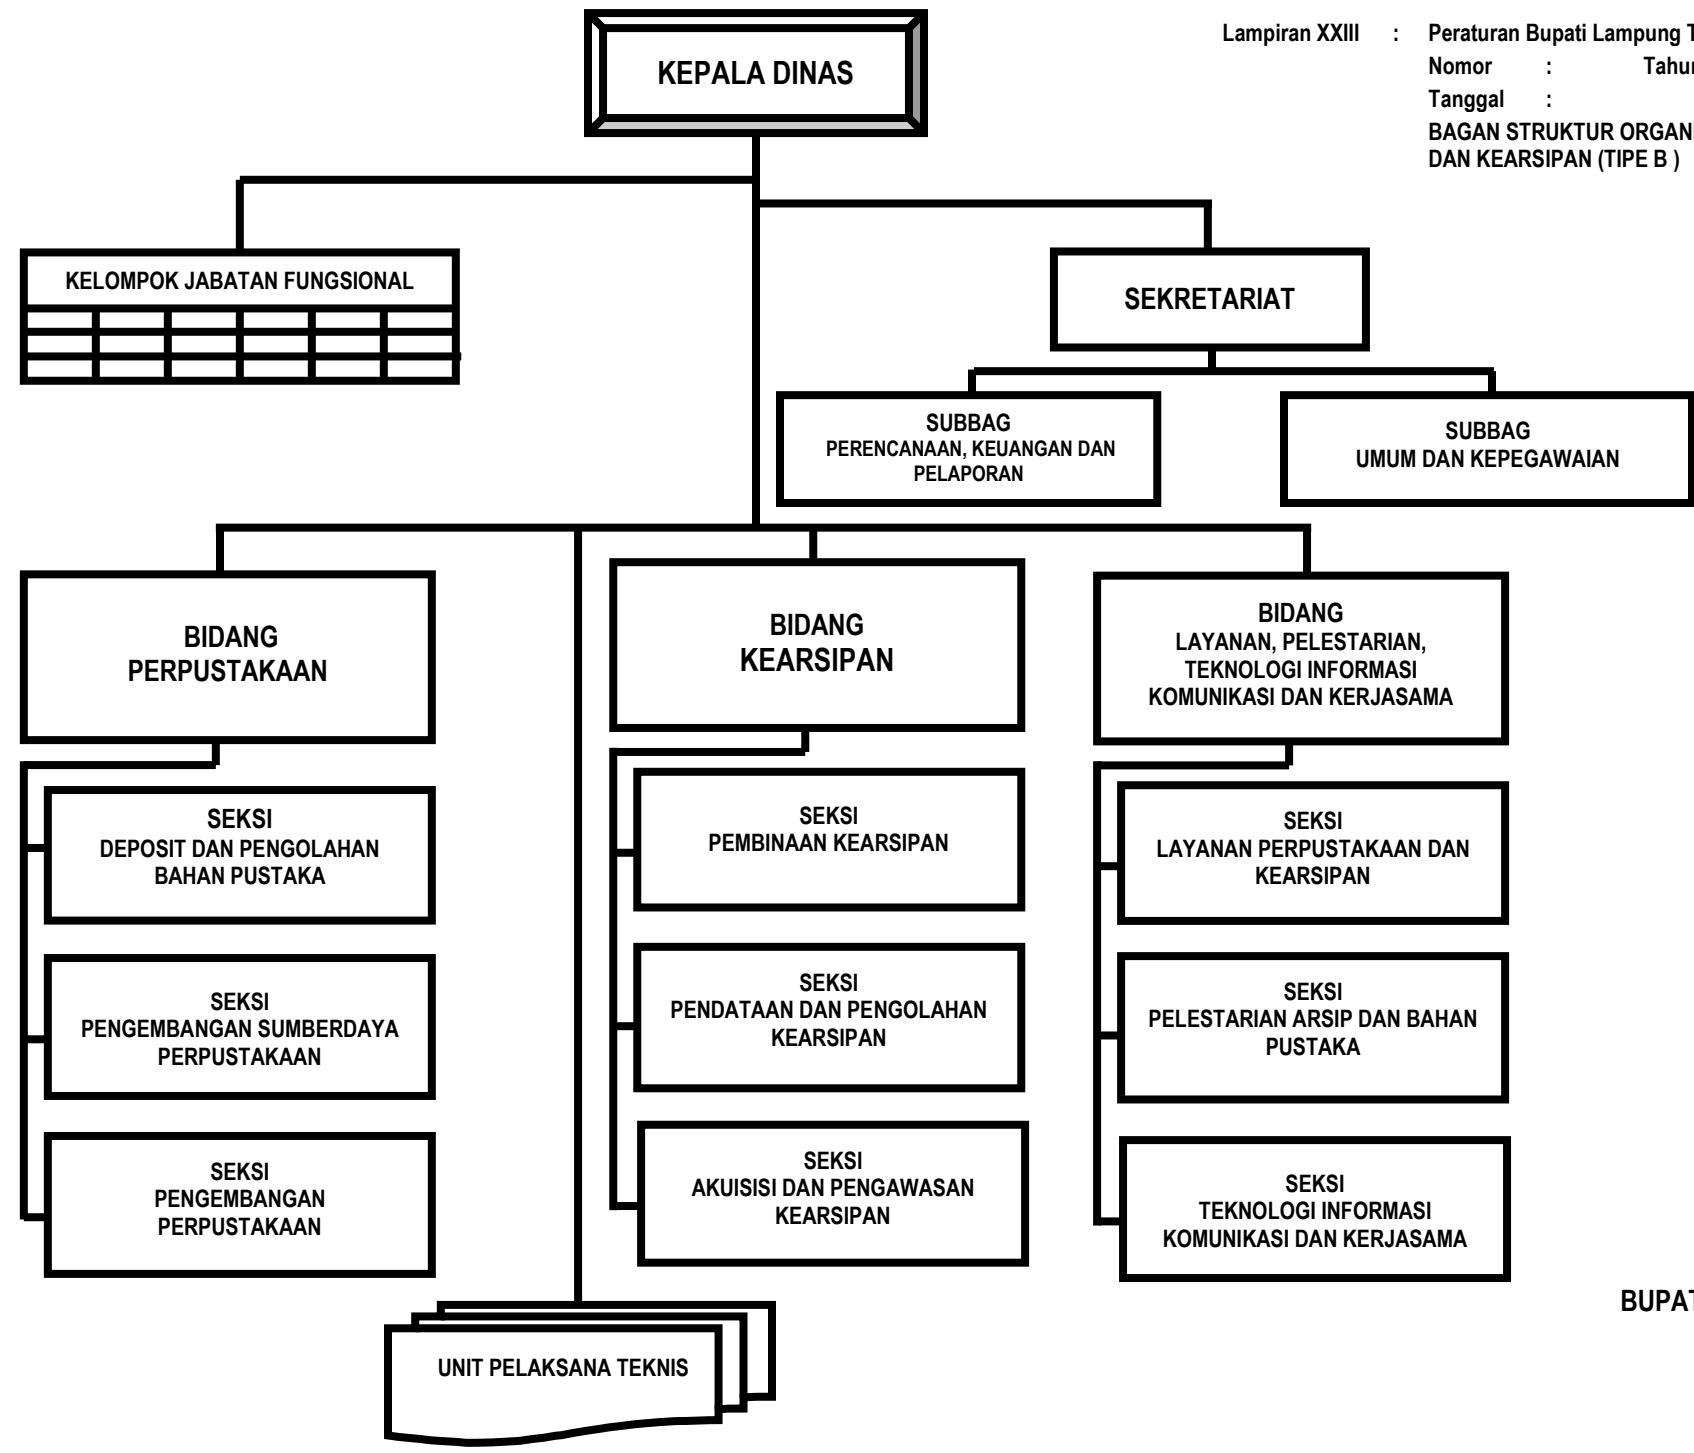 KEPALA DINAS
Lampiran XXIII : Peraturan Bupati Lampung
Nomor :
Tanggal :
BAGAN STRUKTUR
DAN KEARSIPAN (TIPE B )
KELOMPOK JABATAN FUNGSIONAL
SEKRETARIAT
SUBBAG
PERENCANAAN, KEUANGAN DAN
PELAPORAN
SUBBAG
UMUM DAN KEPEGAWAIAN
BIDANG
PERPUSTAKAAN
BIDANG
KEARSIPAN
BIDANG
LAYANAN, PELESTARIAN,
TEKNOLOGI INFORMASI
KOMUNIKASI DAN KERJASAMA
SEKSI
DEPOSIT DAN PENGOLAHAN
BAHAN PUSTAKA
SEKSI
PEMBINAAN KEARSIPAN
SEKSI
LAYANAN PERPUSTAKAAN DAN
KEARSIPAN
SEKSI
PENGEMBANGAN SUMBERDAYA
PERPUSTAKAAN
SEKSI
PENDATAAN DAN PENGOLAHAN
KEARSIPAN
SEKSI
PELESTARIAN ARSIP DAN BAHAN
PUSTAKA
SEKSI
PENGEMBANGAN
PERPUSTAKAAN
SEKSI
AKUISISI DAN PENGAWASAN
KEARSIPAN
SEKSI
TEKNOLOGI INFORMASI
KOMUNIKASI DAN KERJASAMA
UNIT PELAKSANA TEKNIS